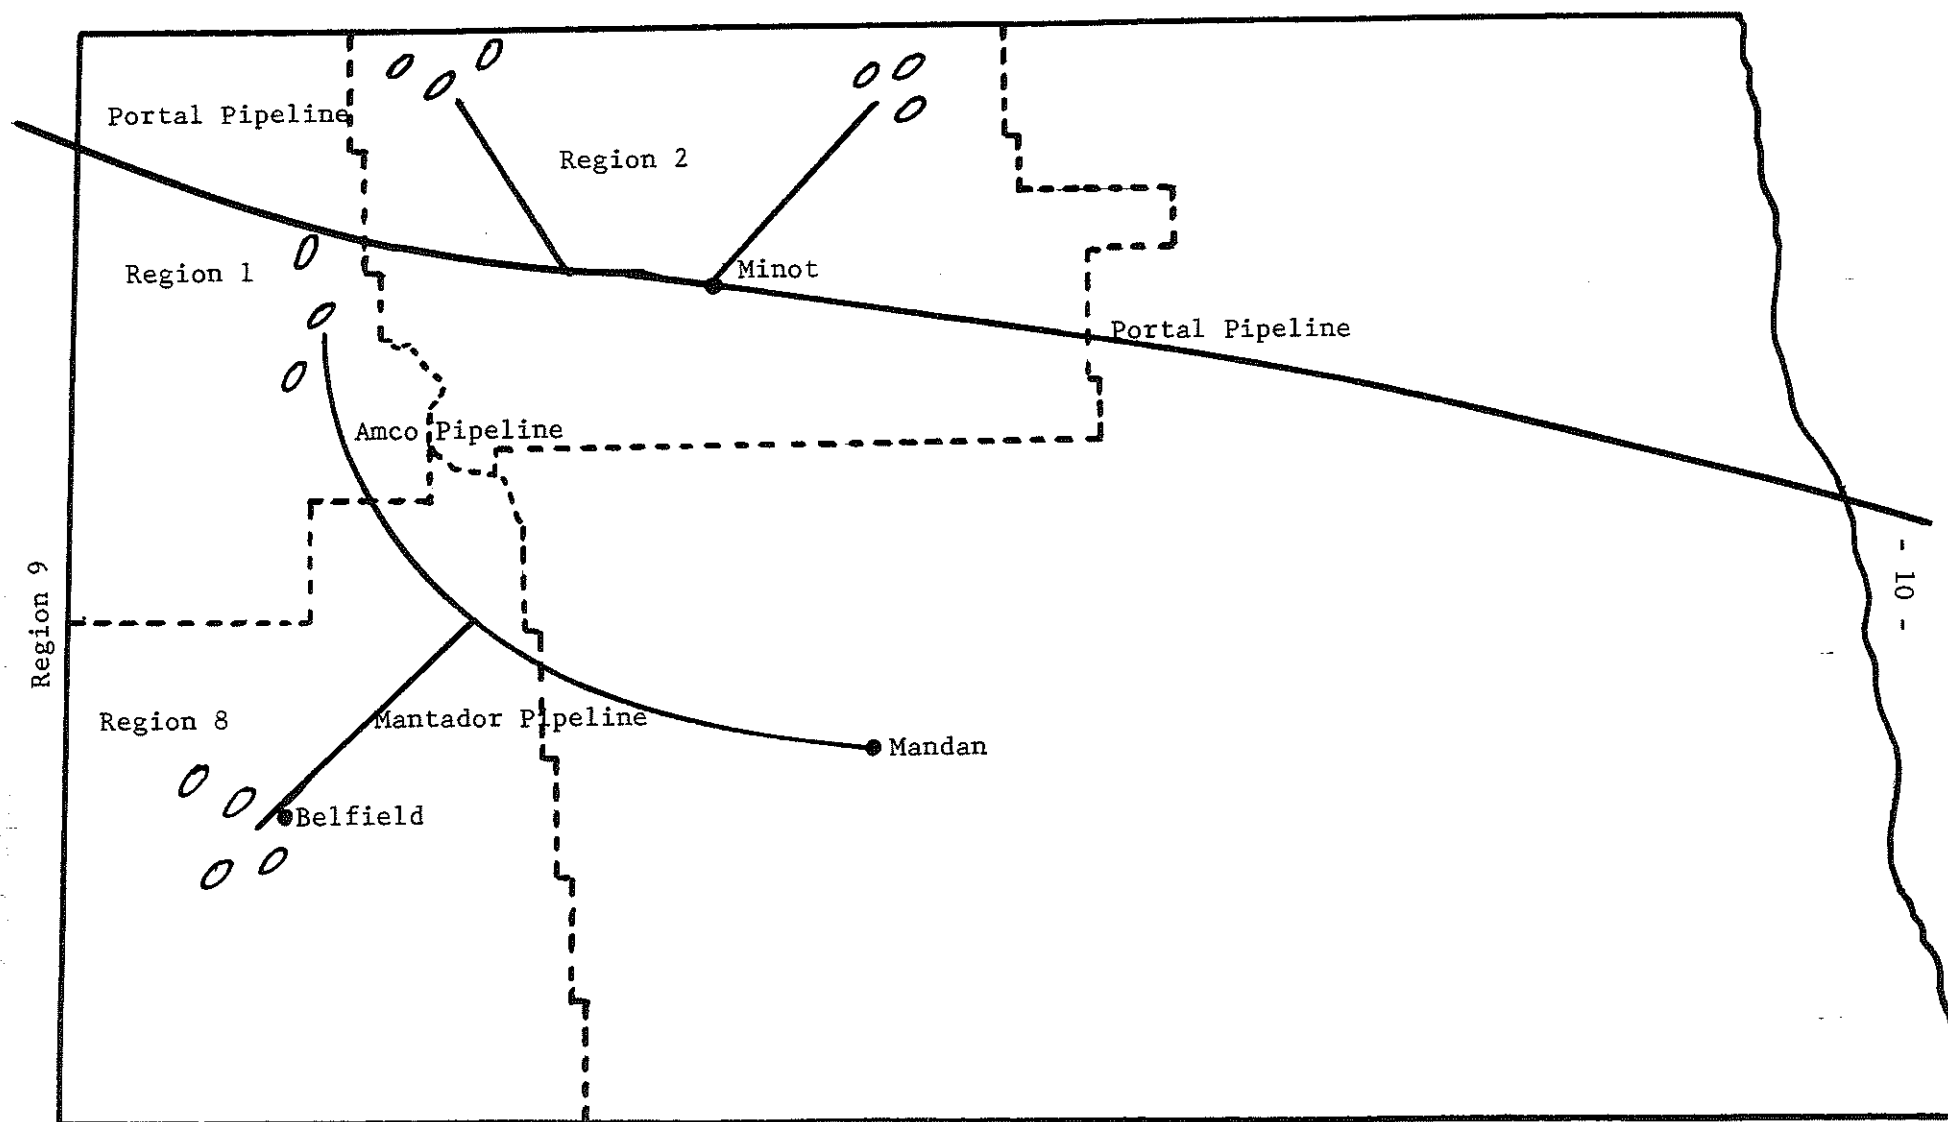 Portal Pipeline
Region 2
Region 1
Minot
Portal Pipeline
Amco Pipeline
Region 9
- 10 -
Region 8
Mantador Pipeline
Mandan
Belfield